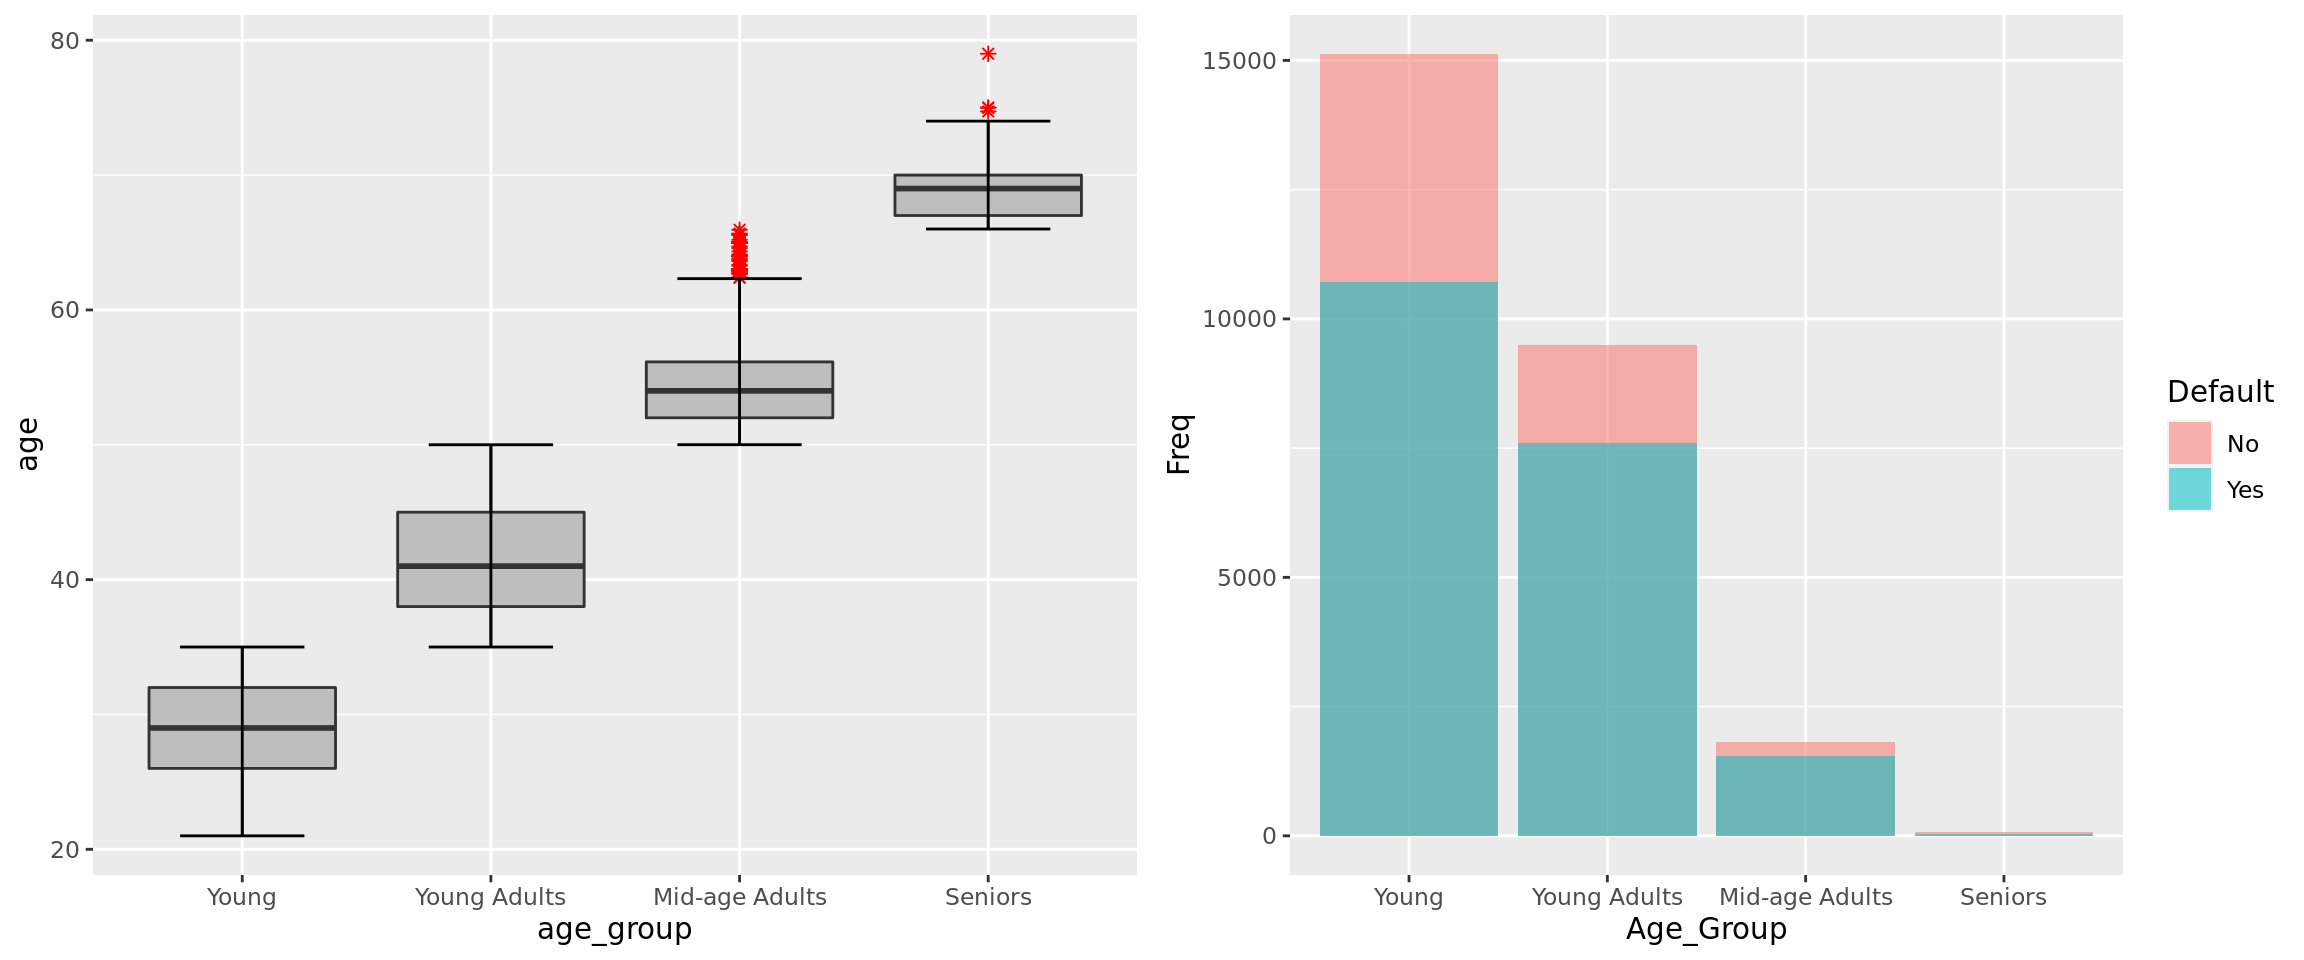 80
60
40
20
age
Young
Young Adults
Mid-age Adults
Seniors
age_group
15000
10000
5000
0
Freq
Young
Young Adults
Mid-age Adults
Seniors
Age_Group
Default
No
Yes